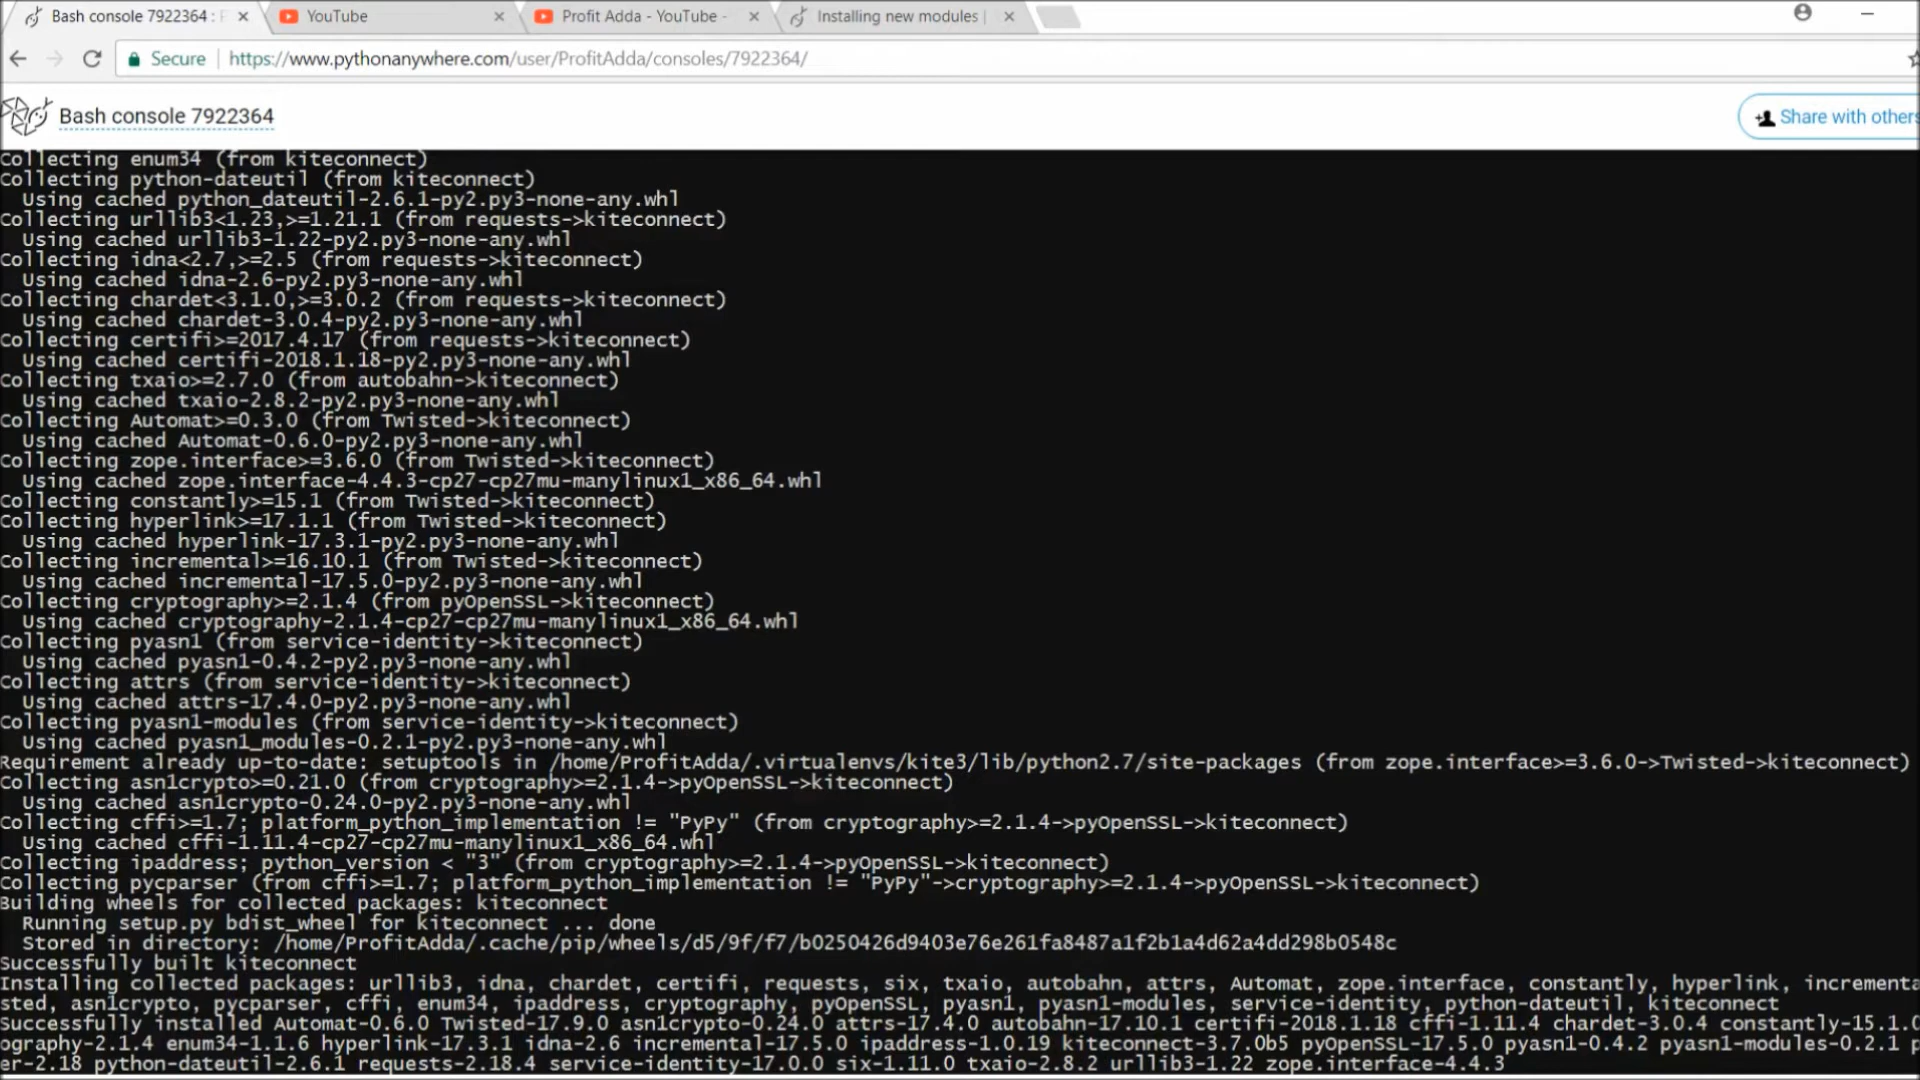 Bash console 7922364 :
YouTube
Profit Adda - YouTube -
Installing new modules |
Secure https://www.pythonanywhere.com/user/ProfitAdda/consoles/7922364/
Bash console 7922364
Share with others
Collecting enum34 (from kiteconnect)
Collecting python-dateutil (from kiteconnect)
Using cached python_dateutil-2.6.1-py2.py3-none-any.whl
Collecting urllib3<1.23,>=1.21.1 (from requests->kiteconnect)
Using cached urllib3-1.22-py2.py3-none-any.whl
Collecting idna<2.7,>=2.5 (from requests->kiteconnect)
Using cached idna-2.6-py2.py3-none-any.whl
Collecting chardet<3.1.0,>=3.0.2 (from requests->kiteconnect)
Using cached chardet-3.0.4-py2.py3-none-any.whl
Collecting certifi>=2017.4.17 (from requests->kiteconnect)
Using cached certifi-2018.1.18-py2.py3-none-any.whl
Collecting txaio>=2.7.0 (from autobahn->kiteconnect)
Using cached txaio-2.8.2-py2.py3-none-any.whl
Collecting Automat>=0.3.0 (from Twisted->kiteconnect)
Using cached Automat-0.6.0-py2.py3-none-any.whl
Collecting zope.interface>=3.6.0 (from Twisted->kiteconnect)
Using cached zope.interface-4.4.3-cp27-cp27mu-manylinux1_x86_64.whl
Collecting constantly>=15.1 (from Twisted->kiteconnect)
Collecting hyperlink>=17.1.1 (from Twisted->kiteconnect)
Using cached hyperlink-17.3.1-py2.py3-none-any.whl
Collecting incremental>=16.10.1 (from Twisted->kiteconnect)
Using cached incremental-17.5.0-py2.py3-none-any.whl
Collecting cryptography>=2.1.4 (from pyOpenSSL->kiteconnect)
Using cached cryptography-2.1.4-cp27-cp27mu-manylinux1_x86_64.whl
Collecting pyasn1 (from service-identity->kiteconnect)
Using cached pyasn1-0.4.2-py2.py3-none-any.whl
Collecting attrs (from service-identity->kiteconnect)
Using cached attrs-17.4.0-py2.py3-none-any.whl
Collecting pyasn1-modules (from service-identity->kiteconnect)
Using cached pyasn1_modules-0.2.1-py2.py3-none-any.whl
Requirement already up-to-date: setuptools in /home/ProfitAdda/.virtualenvs/kite3/lib/python2.7/site-packages (from zope.interface>=3.6.0->Twisted->kiteconnect)
Collecting asn1crypto>=0.21.0 (from cryptography>=2.1.4->pyOpenSSL->kiteconnect)
Using cached asn1crypto-0.24.0-py2.py3-none-any.whl
Collecting cffi>=1.7; platform_python_implementation != "PyPy" (from cryptography>=2.1.4->pyOpenSSL->kiteconnect)
Using cached cffi-1.11.4-cp27-cp27mu-manylinux1_x86_64.whl
Collecting ipaddress; python_version < "3" (from cryptography>=2.1.4->pyOpenSSL->kiteconnect)
Collecting pycparser (from cffi>=1.7; platform_python_implementation != "PyPy"->cryptography>=2.1.4->pyOpenSSL->kiteconnect)
Building wheels for collected packages: kiteconnect
Running setup.py bdist_wheel for kiteconnect ... done
Stored in directory: /home/ProfitAdda/.cache/pip/wheels/d5/9f/f7/b0250426d9403e76e261fa8487a1f2b1a4d62a4dd298b0548c
Successfully built kiteconnect
Installing collected packages: urllib3, idna, chardet, certifi, requests, six, txaio, autobahn, attrs, Automat, zope.interface, constantly, hyperlink, incrementa
sted, asn1crypto, pycparser, cffi, enum34, ipaddress, cryptography, pyOpenSSL, pyasn1, pyasn1-modules, service-identity, python-dateutil, kiteconnect
Successfully installed Automat-0.6.0 Twisted-17.9.0 asn1crypto-0.24.0 attrs-17.4.0 autobahn-17.10.1 certifi-2018.1.18 cffi-1.11.4 chardet-3.0.4 constantly-15.1.0
ography-2.1.4 enum34-1.1.6 hyperlink-17.3.1 idna-2.6 incremental-17.5.0 ipaddress-1.0.19 kiteconnect-3.7.0b5 pyOpenSSL-17.5.0 pyasn1-0.4.2 pyasn1-modules-0.2.1 p
er-2.18 python-dateutil-2.6.1 requests-2.18.4 service-identity-17.0.0 six-1.11.0 txaio-2.8.2 urllib3-1.22 zope.interface-4.4.3